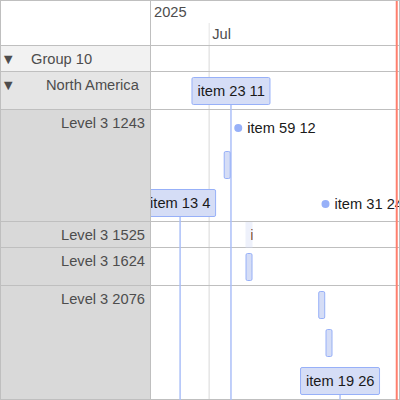 2025
Jul
▼ Group 10
▼ North America
item 23 11
Level 3 1243
item 59 12
item 13 4
item 31 24
Level 3 1525
i
Level 3 1624
Level 3 2076
item 19 26